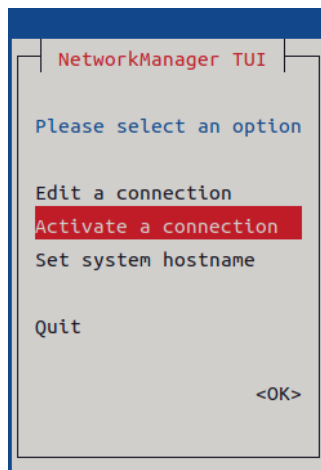 NetworkManager TUI
Please select an option
Edit a connection
Activate a connection
Set system hostname
Quit
<OK>